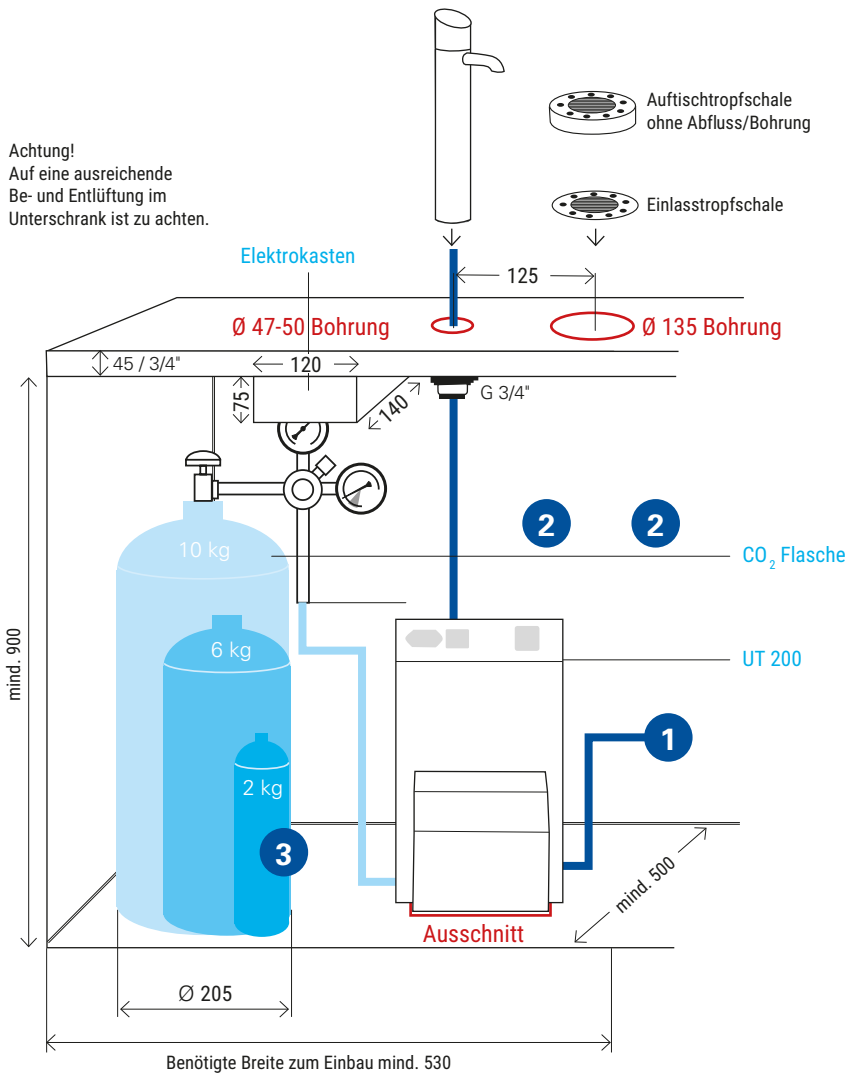 Auftischtropfschale
ohne Abfluss/Bohrung
Achtung!
Auf eine ausreichende
Be- und Entlüftung im
Unterschrank ist zu achten.
Einlasstropfschale
Elektrokasten
125
Ø 47-50 Bohrung
Ø 135 Bohrung
45 / 3/4"
120
75
140
G 3/4"
10 kg
2
2
CO₂ Flasche
6 kg
UT 200
mind. 900
1
2 kg
3
mind. 500
Ausschnitt
Ø 205
Benötigte Breite zum Einbau mind. 530